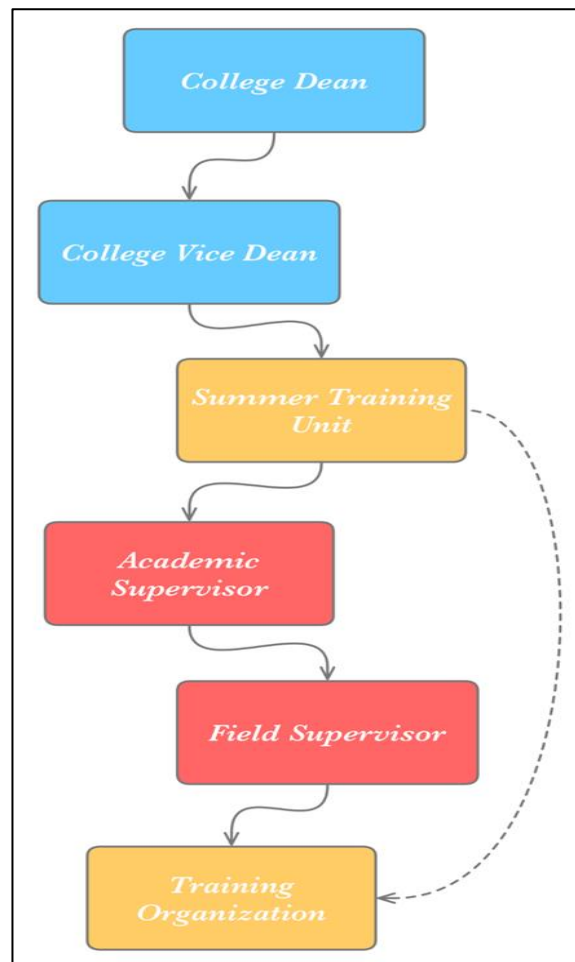 College Dean
College Vice Dean
Summer Training
Unit
Academic
Supervisor
Field Supervisor
Training
Organization